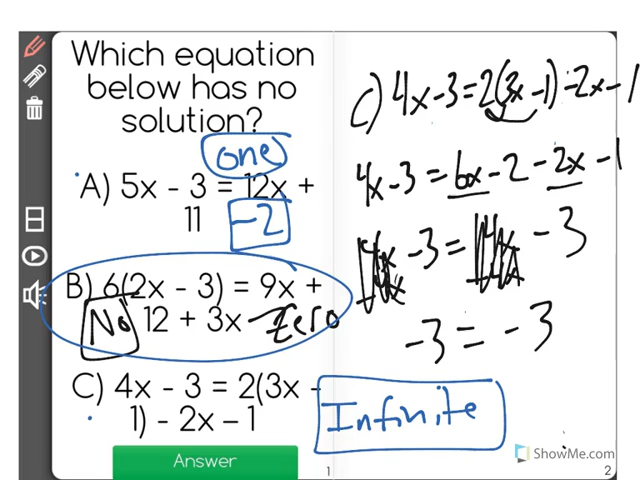 Which equation
below has no
solution?
one
A) 5x - 3 = 12x +
11 -2
B) 6(2x - 3) = 9x +
No 12 + 3x Zero
C) 4x - 3 = 2(3x -
1) - 2x - 1
Answer
1
C) 4x - 3 = 2(3x - 1) - 2x - 1
4x - 3 = 6x - 2 - 2x - 1
4x - 3 = 4x - 3
-3 = -3
Infinite
ShowMe.com
2